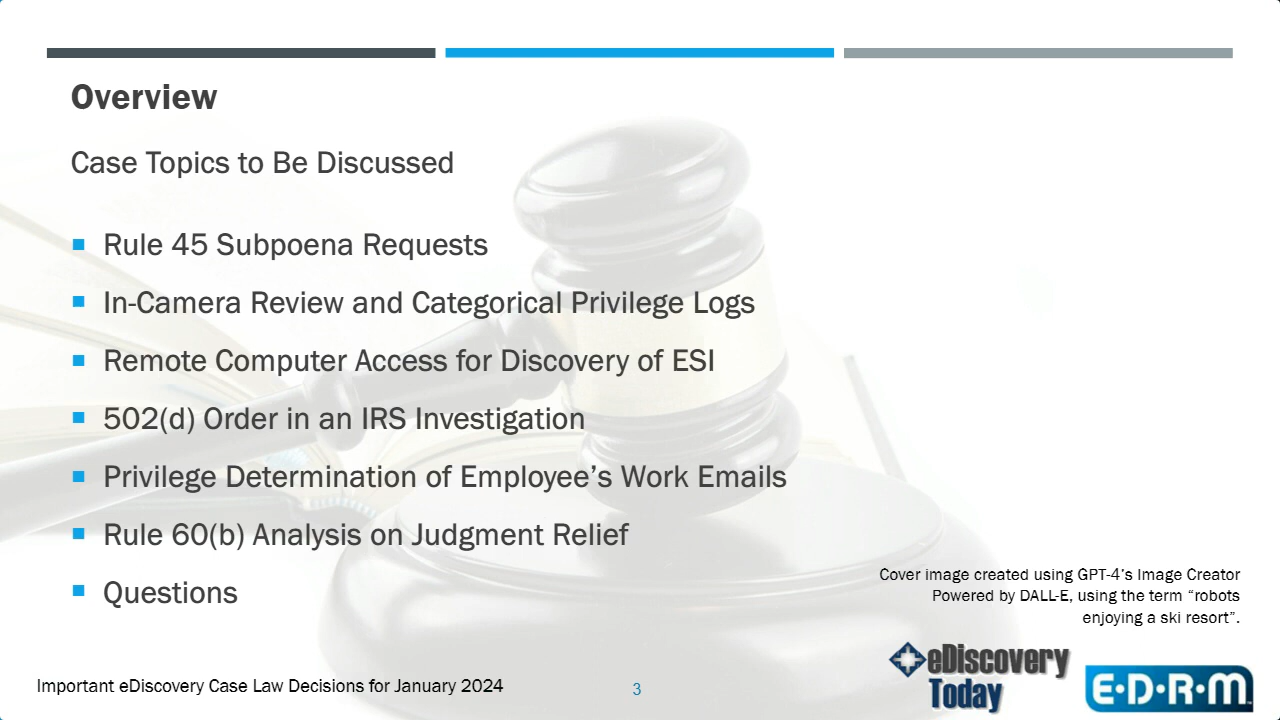 Overview
Case Topics to Be Discussed
Rule 45 Subpoena Requests
In-Camera Review and Categorical Privilege Logs
Remote Computer Access for Discovery of ESI
502(d) Order in an IRS Investigation
Privilege Determination of Employee’s Work Emails
Rule 60(b) Analysis on Judgment Relief
Questions
Cover image created using GPT-4’s Image Creator
Powered by DALL-E, using the term “robots
enjoying a ski resort”.
eDiscovery
Today
E·D·R·M
Important eDiscovery Case Law Decisions for January 2024
3